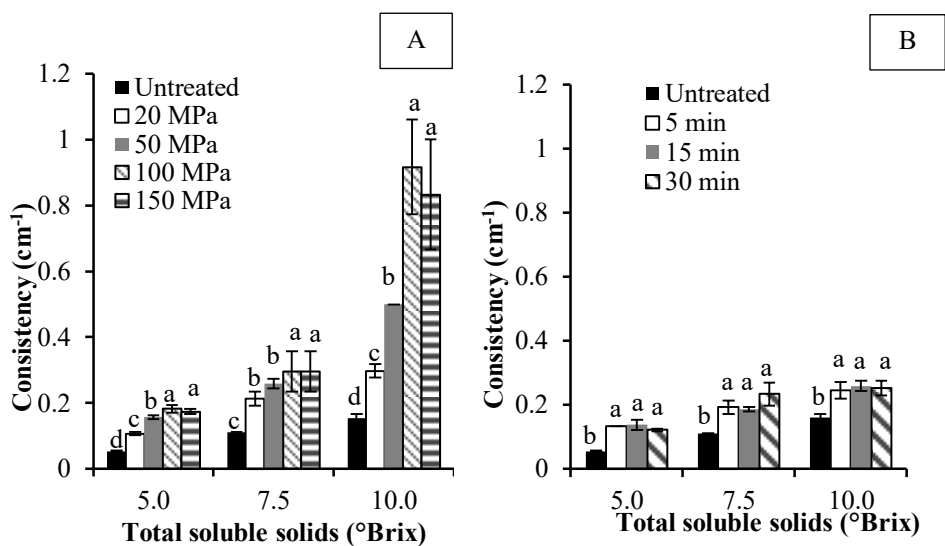 A
Consistency (cm-1)
1.2
1
0.8
0.6
0.4
0.2
0
Untreated
20 MPa
50 MPa
100 MPa
150 MPa
d c b a a
c b b a a
d c b a a
5.0 7.5 10.0
Total soluble solids (°Brix)
B
Consistency (cm-1)
1.2
1
0.8
0.6
0.4
0.2
0
Untreated
5 min
15 min
30 min
b a a a
b a a a
b a a a
5.0 7.5 10.0
Total soluble solids (°Brix)